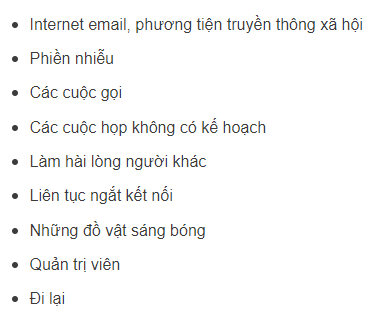 • Internet email, phương tiện truyền thông xã hội
• Phiền nhiễu
• Các cuộc gọi
• Các cuộc họp không có kế hoạch
• Làm hài lòng người khác
• Liên tục ngắt kết nối
• Những đồ vật sáng bóng
• Quản trị viên
• Đi lại